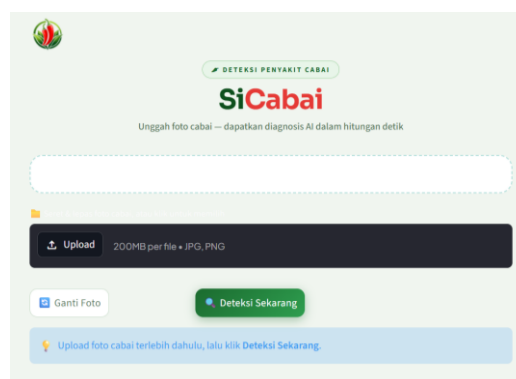 DETEKSI PENYAKIT CABAI
SiCabai
Unggah foto cabai — dapatkan diagnosis AI dalam hitungan detik
Upload 200MB per file • JPG, PNG
Ganti Foto
Deteksi Sekarang
Upload foto cabai terlebih dahulu, lalu klik Deteksi Sekarang.